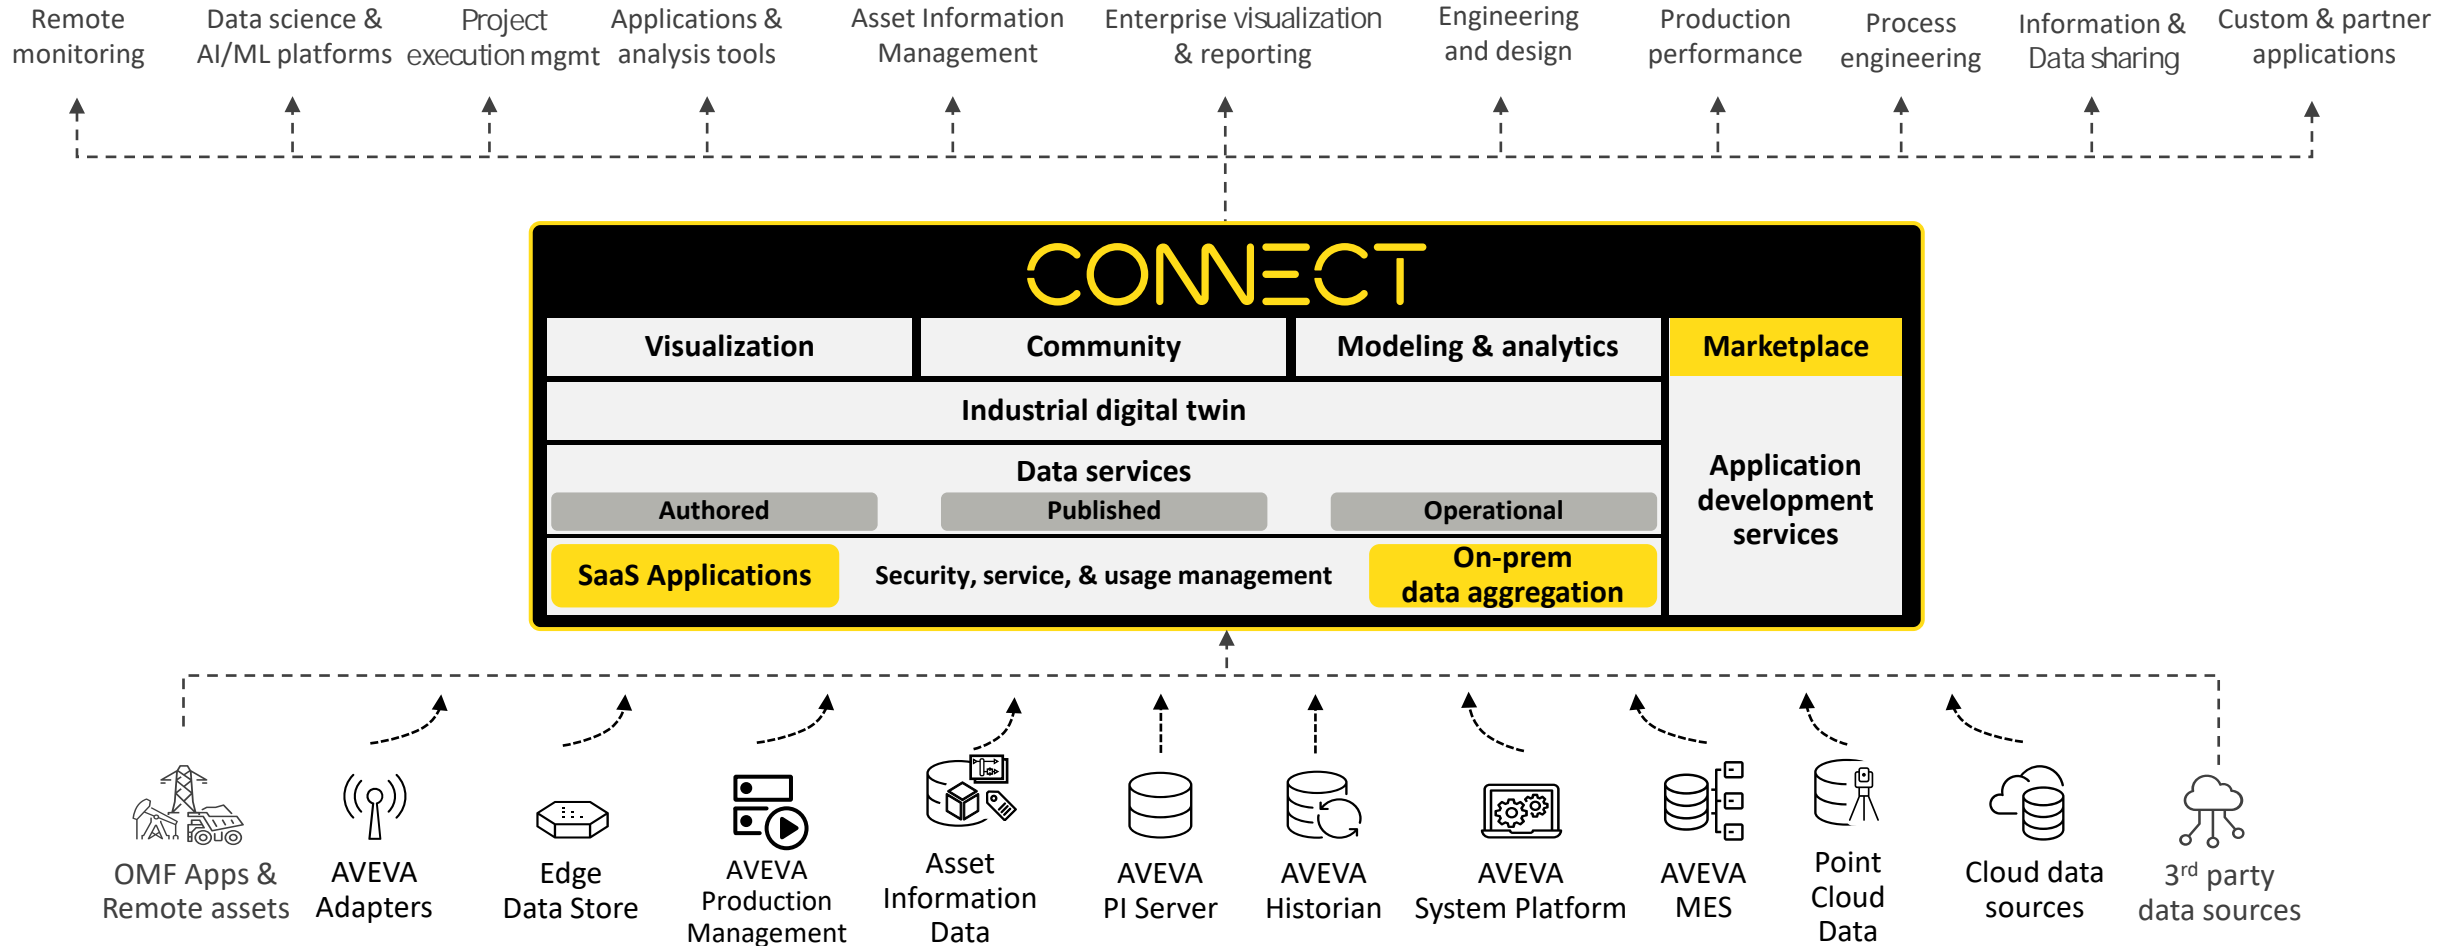 Remote
monitoring
Data science &
AI/ML platforms
Project
execution mgmt
Applications &
analysis tools
Asset Information
Management
Enterprise visualization
& reporting
Engineering
and design
Production
performance
Process
engineering
Information &
Data sharing
Custom & partner
applications
CONNECT
Visualization
Community
Modeling & analytics
Marketplace
Industrial digital twin
Data services
Authored
Published
Operational
Application
development
services
SaaS Applications
Security, service, & usage management
On-prem
data aggregation
OMF Apps &
Remote assets
AVEVA
Adapters
Edge
Data Store
AVEVA
Production
Management
Asset
Information
Data
AVEVA
PI Server
AVEVA
Historian
AVEVA
System Platform
AVEVA
MES
Point
Cloud
Data
Cloud data
sources
3rd party
data sources